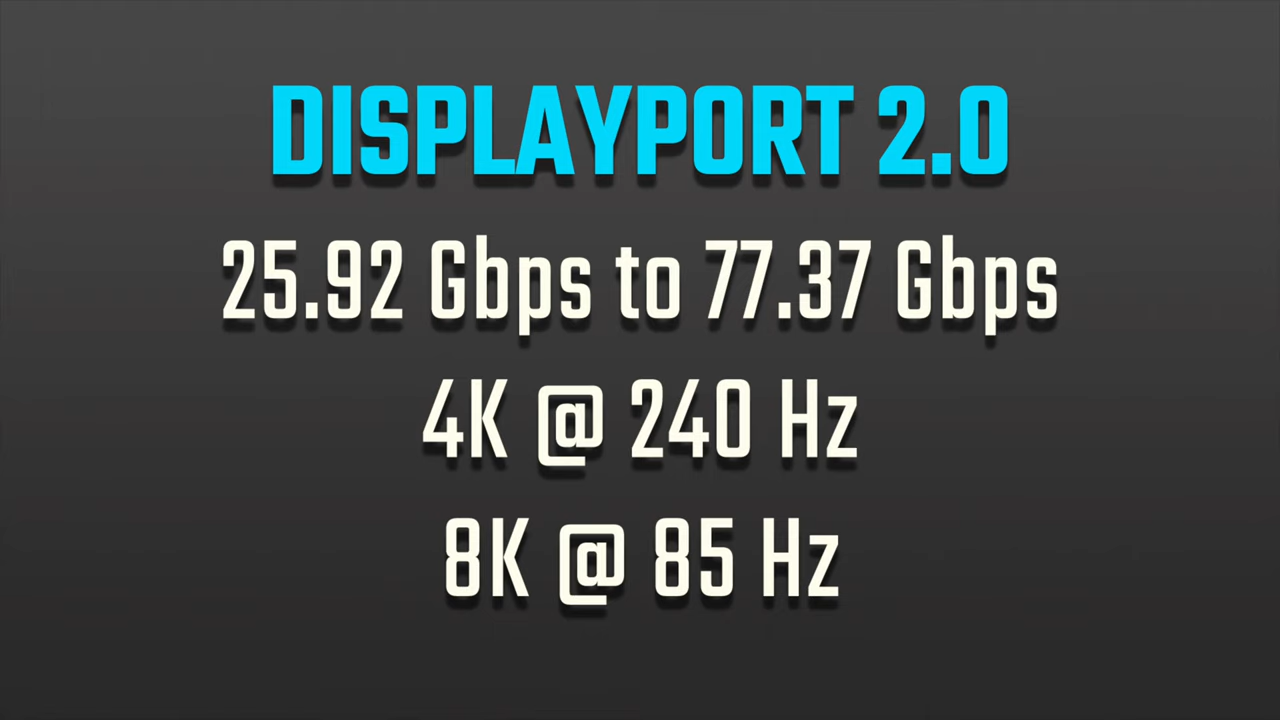 DISPLAYPORT 2.0
25.92 Gbps to 77.37 Gbps
4K @ 240 Hz
8K @ 85 Hz